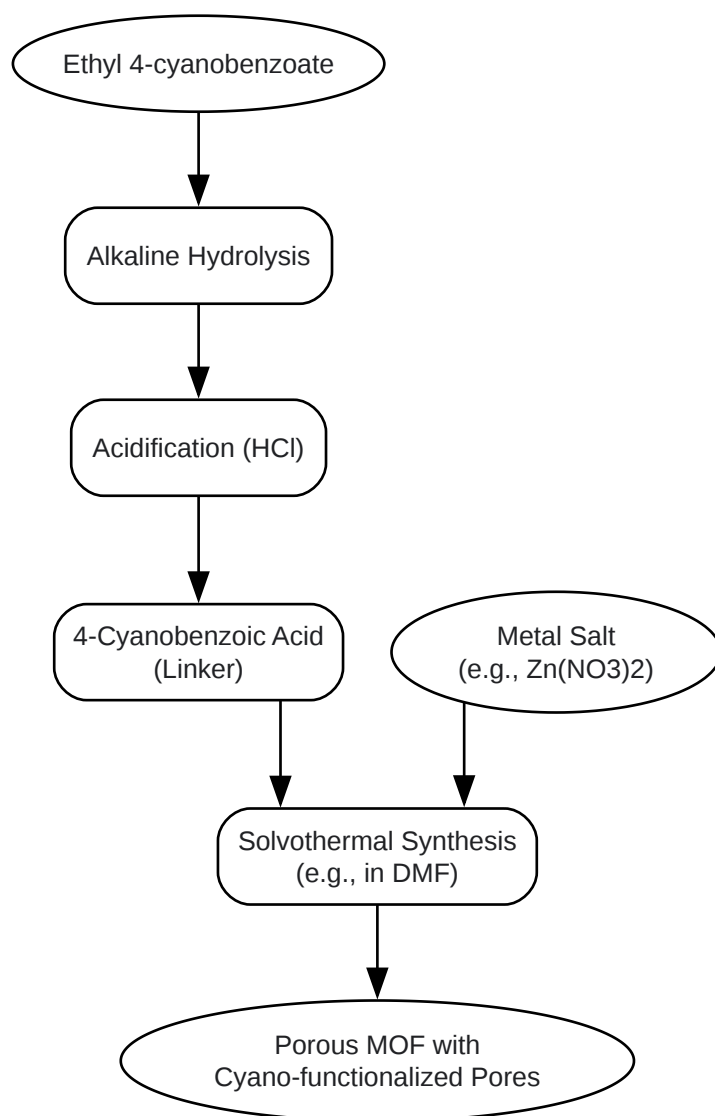 Ethyl 4-cyanobenzoate
Alkaline Hydrolysis
Acidification (HCl)
4-Cyanobenzoic Acid
(Linker)
Metal Salt
(e.g., Zn(NO3)2)
Solvothermal Synthesis
(e.g., in DMF)
Porous MOF with
Cyano-functionalized Pores